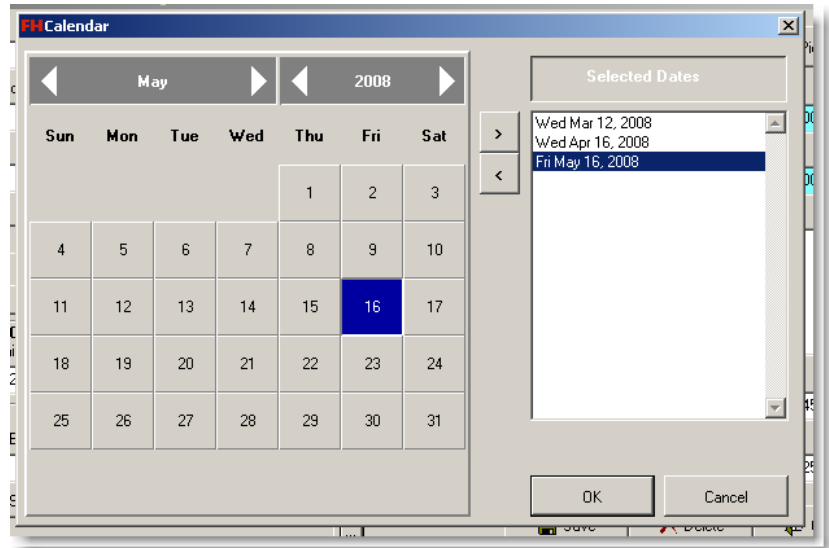 FHCalendar
May 2008 Selected Dates
Sun Mon Tue Wed Thu Fri Sat
1 2 3
4 5 6 7 8 9 10
11 12 13 14 15 16 17
18 19 20 21 22 23 24
25 26 27 28 29 30 31
>
<
Wed Mar 12, 2008
Wed Apr 16, 2008
Fri May 16, 2008
OK Cancel